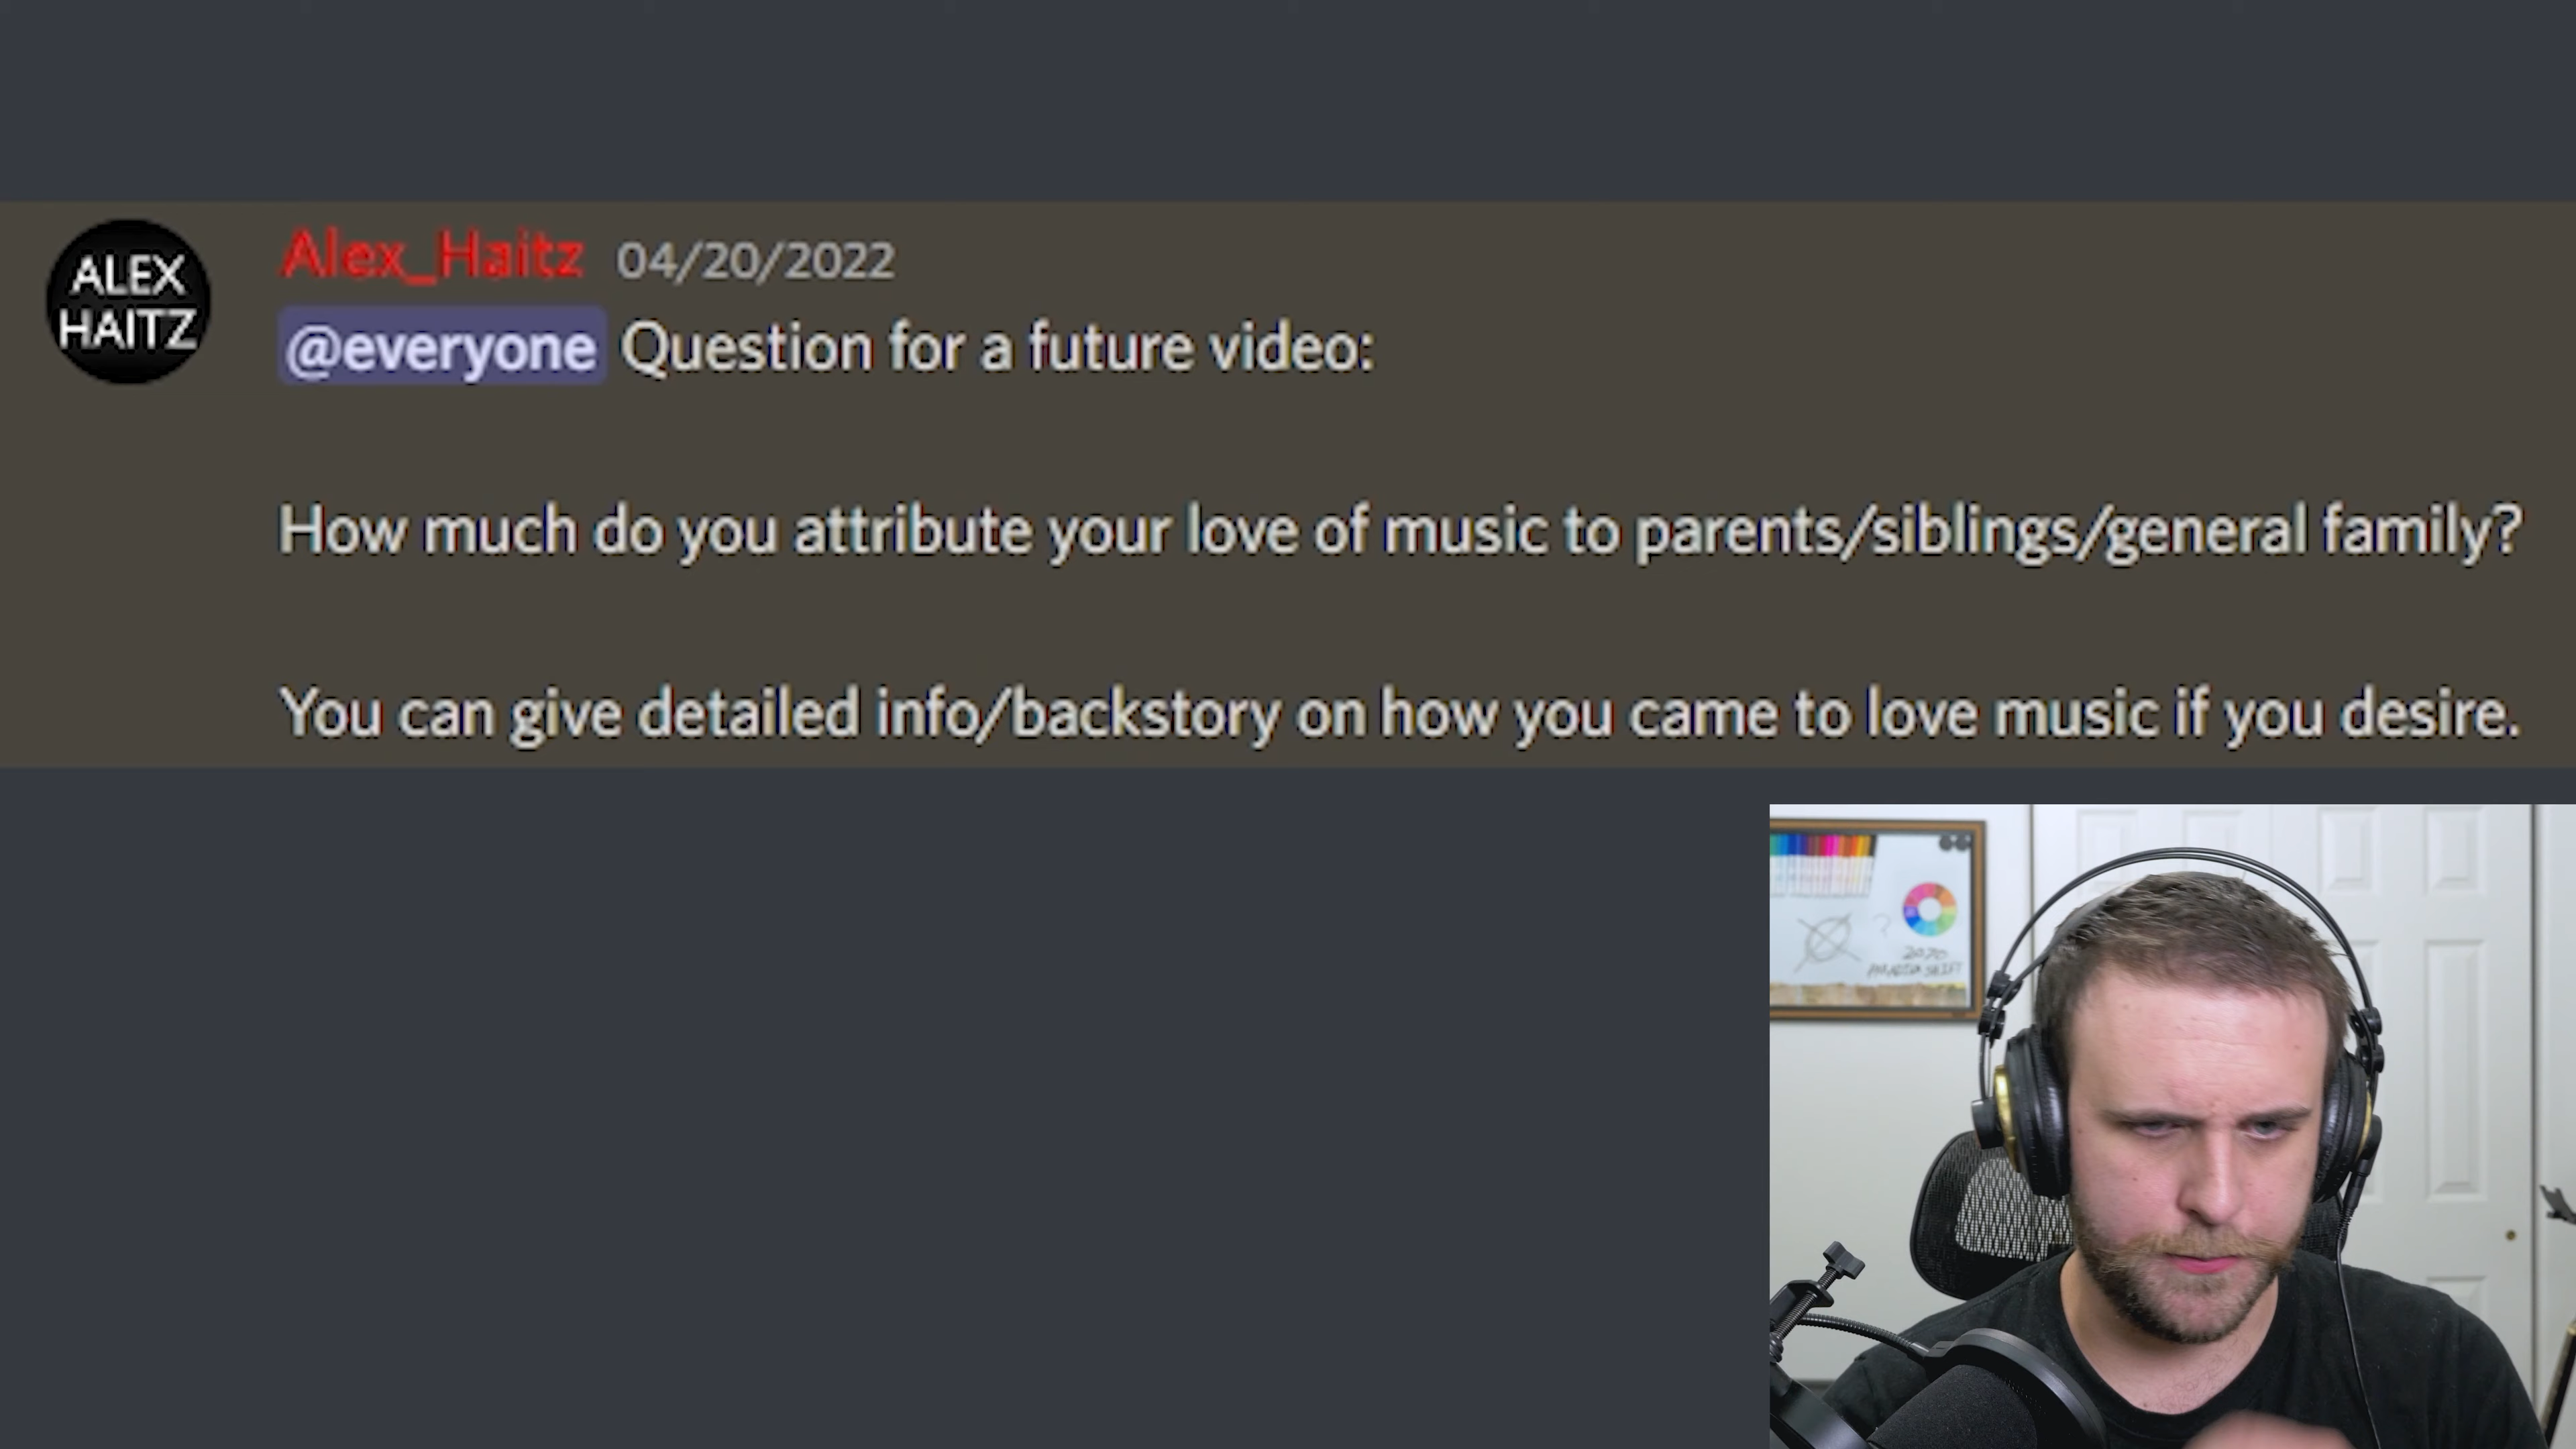 ALEX
HAITZ
Alex_Haitz 04/20/2022
@everyone Question for a future video:
How much do you attribute your love of music to parents/siblings/general family?
You can give detailed info/backstory on how you came to love music if you desire.
?